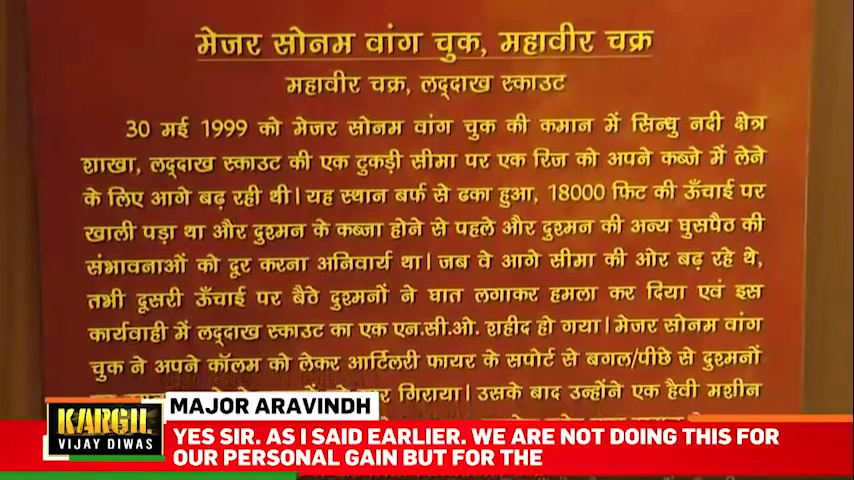 मेजर सोनम वांग चुक, महावीर चक्र
महावीर चक्र, लद्दाख स्काउट
30 मई 1999 को मेजर सोनम वांग चुक की कमान में सिन्धु नदी क्षेत्र
शाखा, लद्दाख स्काउट की एक टुकड़ी सीमा पर एक रिज को अपने कब्जे में लेने
के लिए आगे बढ़ रही थी। यह स्थान बर्फ से ढका हुआ, 18000 फिट की ऊँचाई पर
खाली पड़ा था और दुश्मन के कब्जा होने से पहले और दुश्मन की अन्य घुसपैठ की
संभावनाओं को दूर करना अनिवार्य था। जब वे आगे सीमा की ओर बढ़ रहे थे,
तभी दूसरी ऊँचाई पर बैठे दुश्मनों ने घात लगाकर हमला कर दिया एवं इस
कार्यवाही में लद्दाख स्काउट का एक एन.सी.ओ. शहीद हो गया। मेजर सोनम वांग
चुक ने अपने कॉलम को लेकर आर्टिलरी फायर के सपोर्ट से बगल/पीछे से दुश्मनों
गिराया। उसके बाद उन्होंने एक हैवी मशीन
KARGIL
VIJAY DIWAS
MAJOR ARAVINDH
YES SIR. AS I SAID EARLIER. WE ARE NOT DOING THIS FOR
OUR PERSONAL GAIN BUT FOR THE